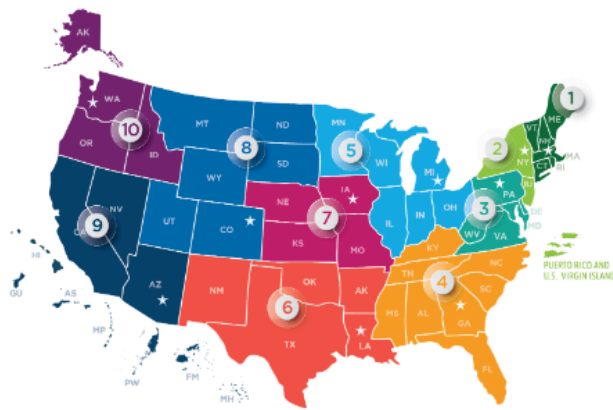 AK
1
WA
ME
MT
ND
MN
VT
NH
10
2
OR
8
5
NY
MA
ID
WI
CT
RI
SD
MI
WY
PA
NJ
IA
3
NE
OH
DE
NV
IL
IN
MD
9
UT
CO
7
WV
VA
CA
KS
MO
KY
PUERTO RICO AND
U.S. VIRGIN ISLAND
HI
NC
TN
AZ
NM
OK
AK
4
SC
GU
AS
6
MS
AL
GA
MP
TX
LA
PW
FM
FL
MH